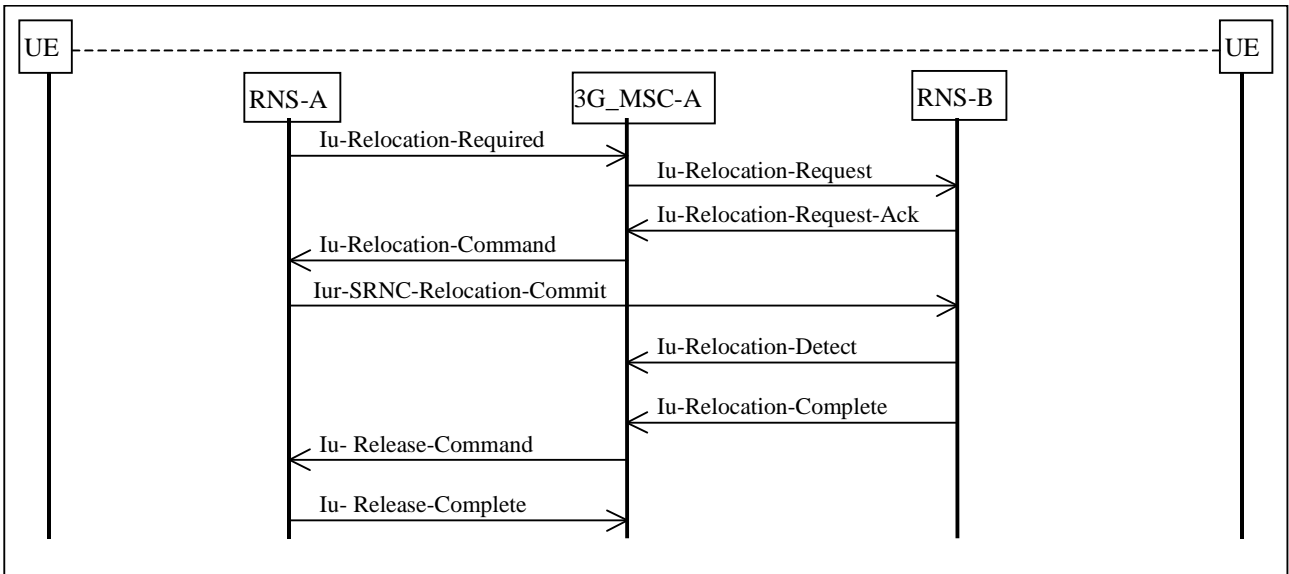 UE
UE
RNS-A
3G_MSC-A
RNS-B
Iu-Relocation-Required
Iu-Relocation-Request
Iu-Relocation-Request-Ack
Iu-Relocation-Command
Iur-SRNC-Relocation-Commit
Iu-Relocation-Detect
Iu-Relocation-Complete
Iu- Release-Command
Iu- Release-Complete